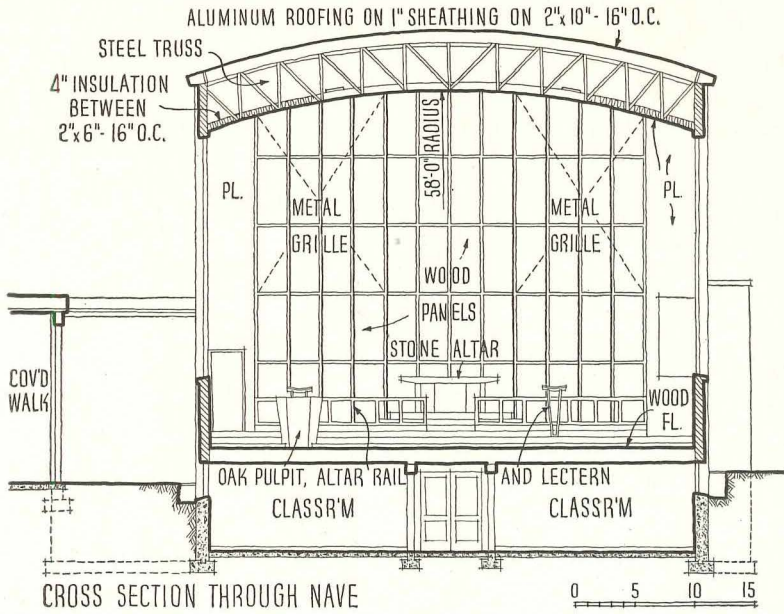 ALUMINUM ROOFING ON 1" SHEATHING ON 2"x 10"- 16" O.C.
STEEL TRUSS
4" INSULATION
BETWEEN
2"x 6"- 16" O.C.
58'-0" RADIUS
PL.
METAL
GRILLE
METAL
GRILLE
PL.
WOOD
PANELS
STONE ALTAR
COV'D
WALK
WOOD
FL.
OAK PULPIT, ALTAR RAIL AND LECTERN
CLASSR'M
CLASSR'M
CROSS SECTION THROUGH NAVE
0 5 10 15